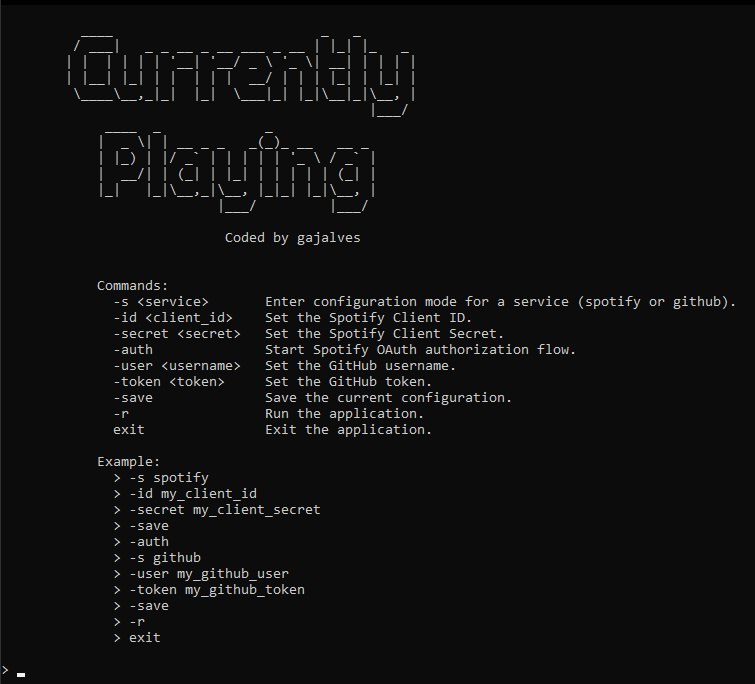 Currently
Playing
Coded by gajalves
Commands:
-s <service> Enter configuration mode for a service (spotify or github).
-id <client_id> Set the Spotify Client ID.
-secret <secret> Set the Spotify Client Secret.
-auth Start Spotify OAuth authorization flow.
-user <username> Set the GitHub username.
-token <token> Set the GitHub token.
-save Save the current configuration.
-r Run the application.
exit Exit the application.
Example:
> -s spotify
> -id my_client_id
> -secret my_client_secret
> -save
> -auth
> -s github
> -user my_github_user
> -token my_github_token
> -save
> -r
> exit
>